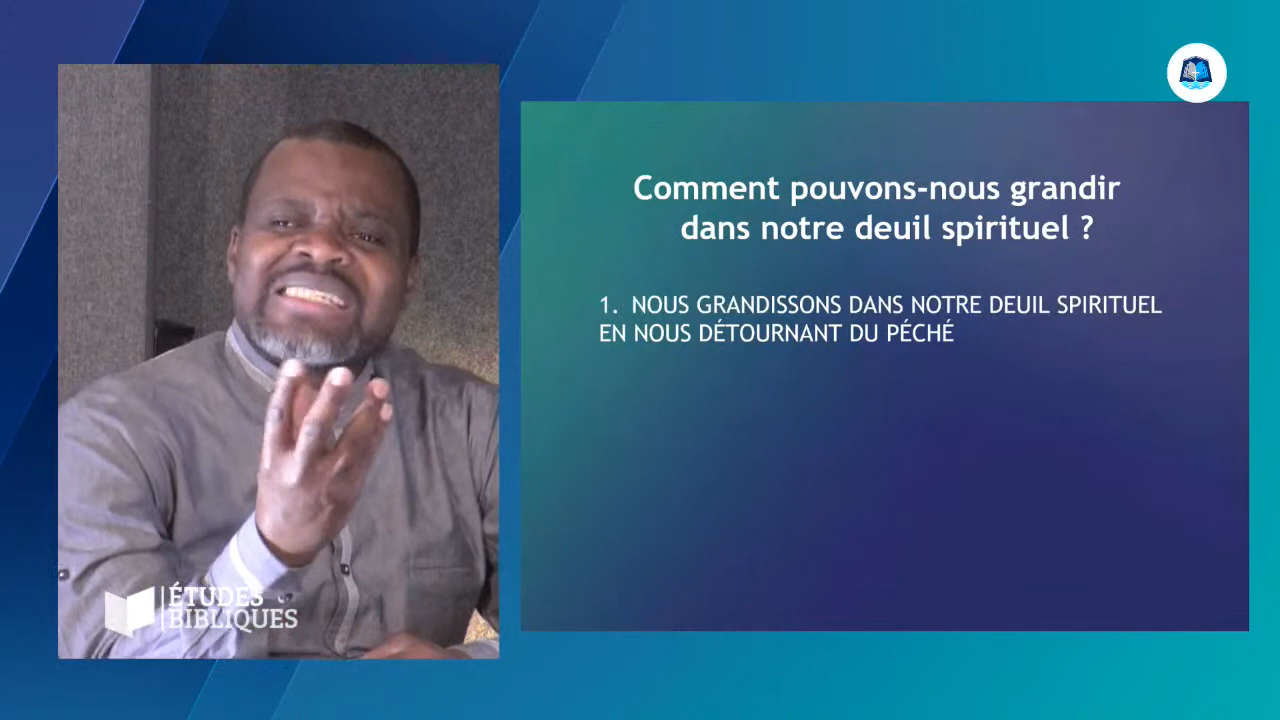 Comment pouvons-nous grandir
dans notre deuil spirituel ?
1. NOUS GRANDISSONS DANS NOTRE DEUIL SPIRITUEL
EN NOUS DÉTOURNANT DU PÉCHÉ
ÉTUDES
BIBLIQUES